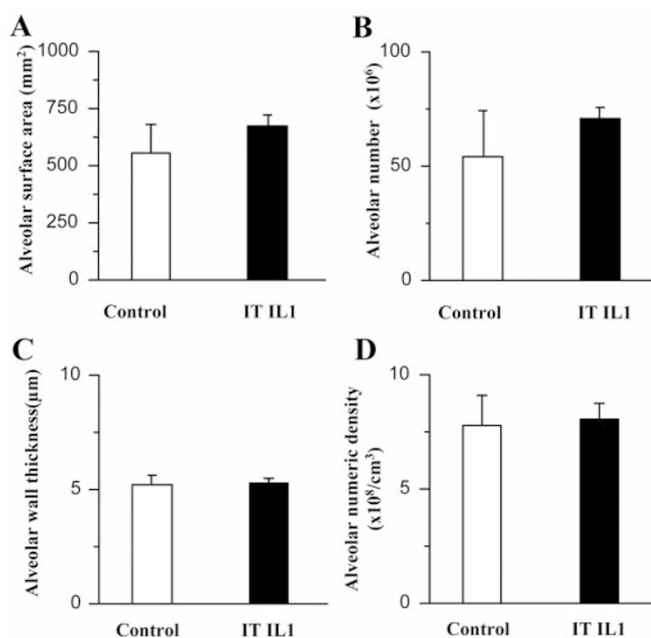 A
Alveolar surface area (mm²)
1000
750
500
250
0
Control
IT IL1
B
Alveolar number (x10⁶)
100
50
0
Control
IT IL1
C
Alveolar wall thickness(µm)
10
5
0
Control
IT IL1
D
Alveolar numeric density
(x10⁸/cm³)
10
5
0
Control
IT IL1